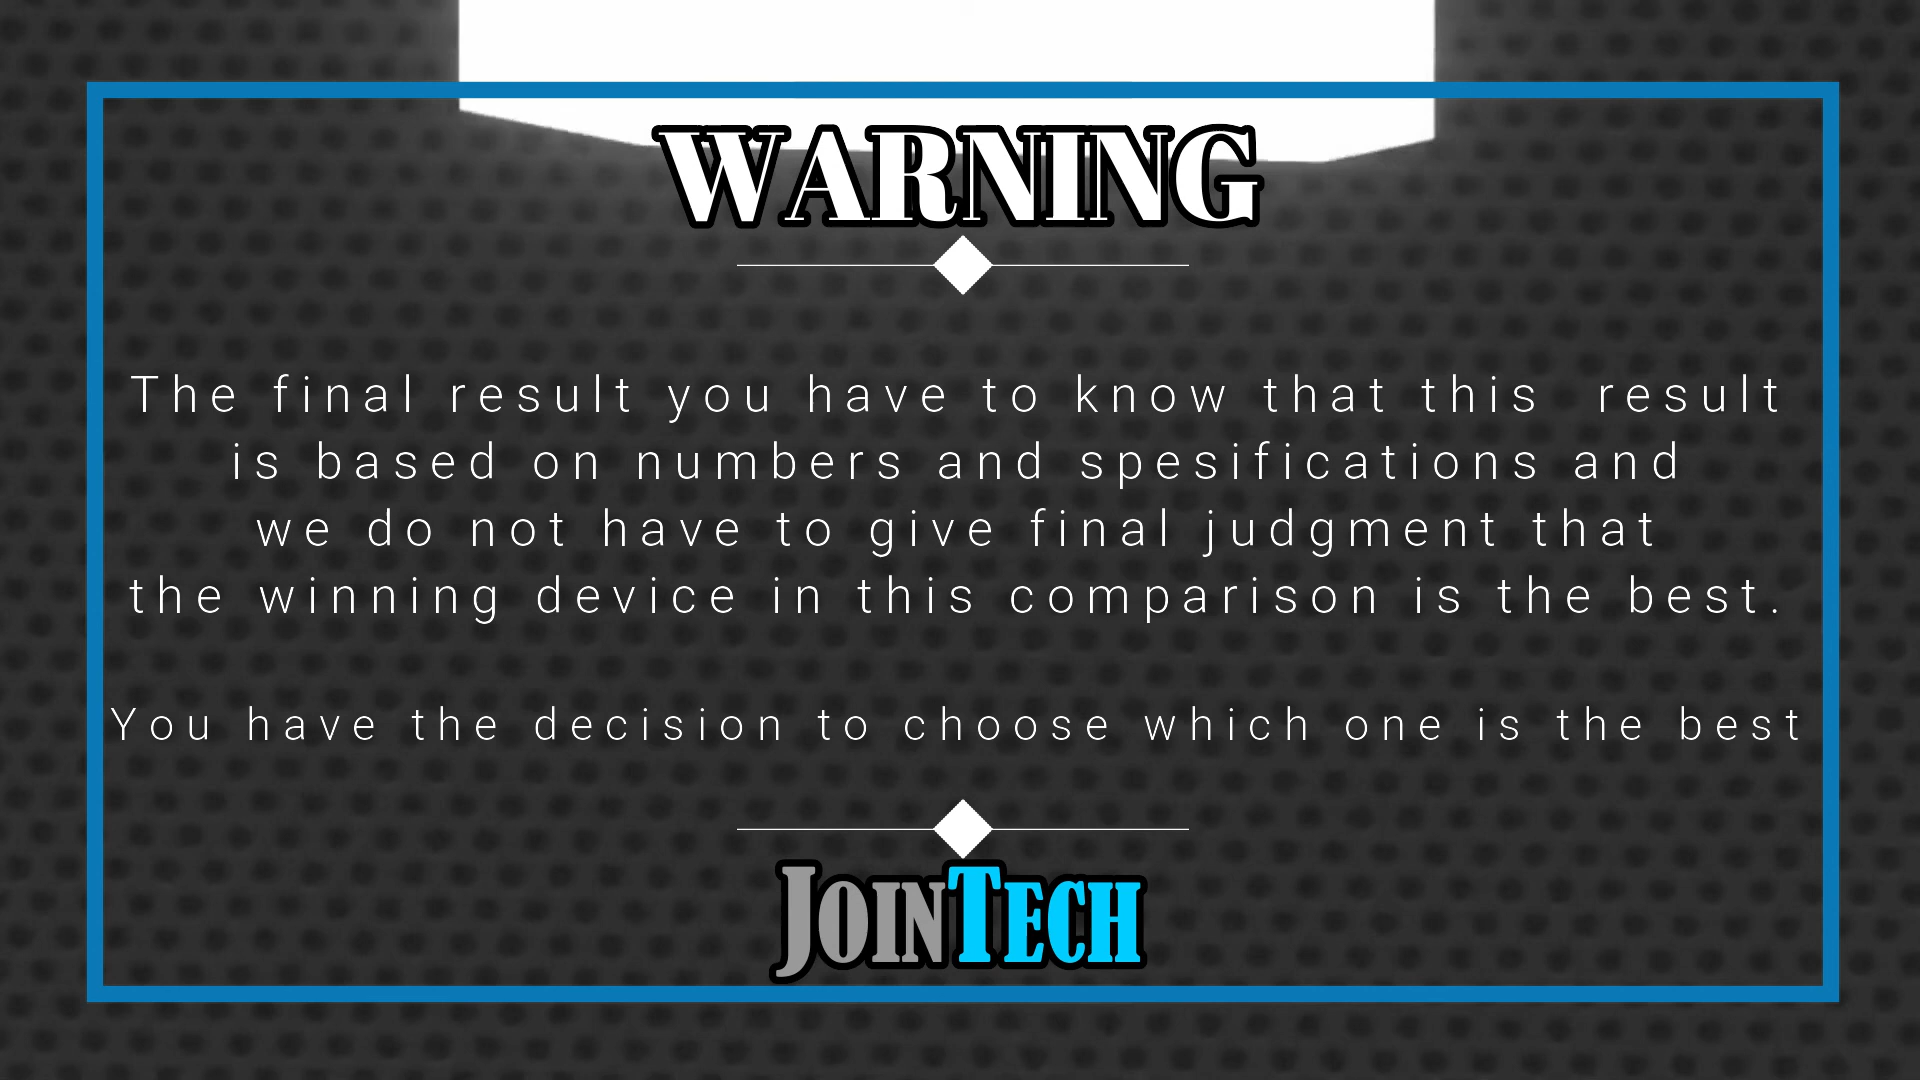 WARNING
The final result you have to know that this result
is based on numbers and spesifications and
we do not have to give final judgment that
the winning device in this comparison is the best.
You have the decision to choose which one is the best
JOINTECH